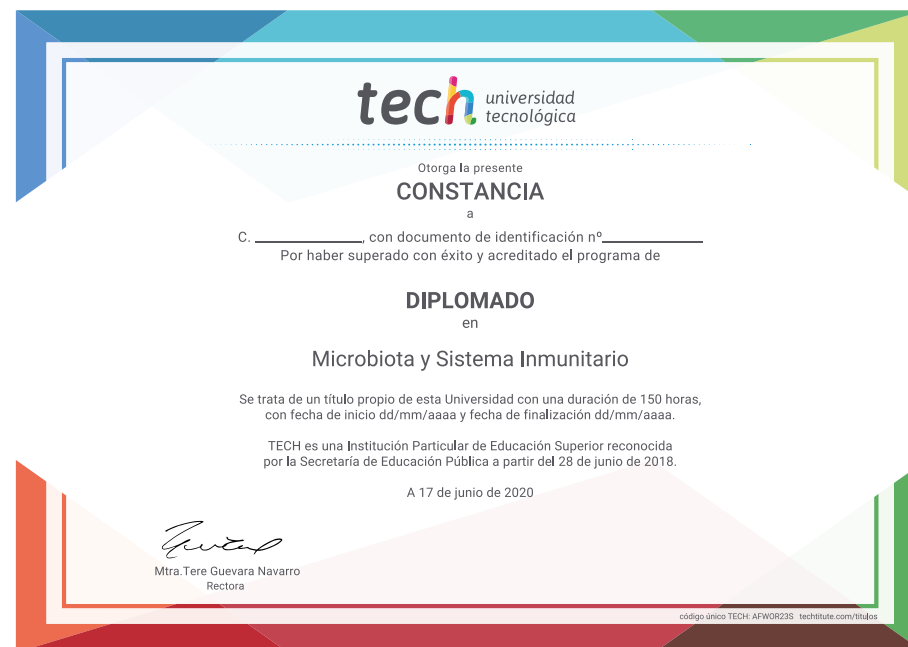 tech universidad
tecnológica
Otorga la presente
CONSTANCIA
a
C. ______________, con documento de identificación nº_____________
Por haber superado con éxito y acreditado el programa de
DIPLOMADO
en
Microbiota y Sistema Inmunitario
Se trata de un título propio de esta Universidad con una duración de 150 horas,
con fecha de inicio dd/mm/aaaa y fecha de finalización dd/mm/aaaa.
TECH es una Institución Particular de Educación Superior reconocida
por la Secretaría de Educación Pública a partir del 28 de junio de 2018.
A 17 de junio de 2020
Mtra.Tere Guevara Navarro
Rectora
código único TECH: AFWOR23S techtitute.com/titulos